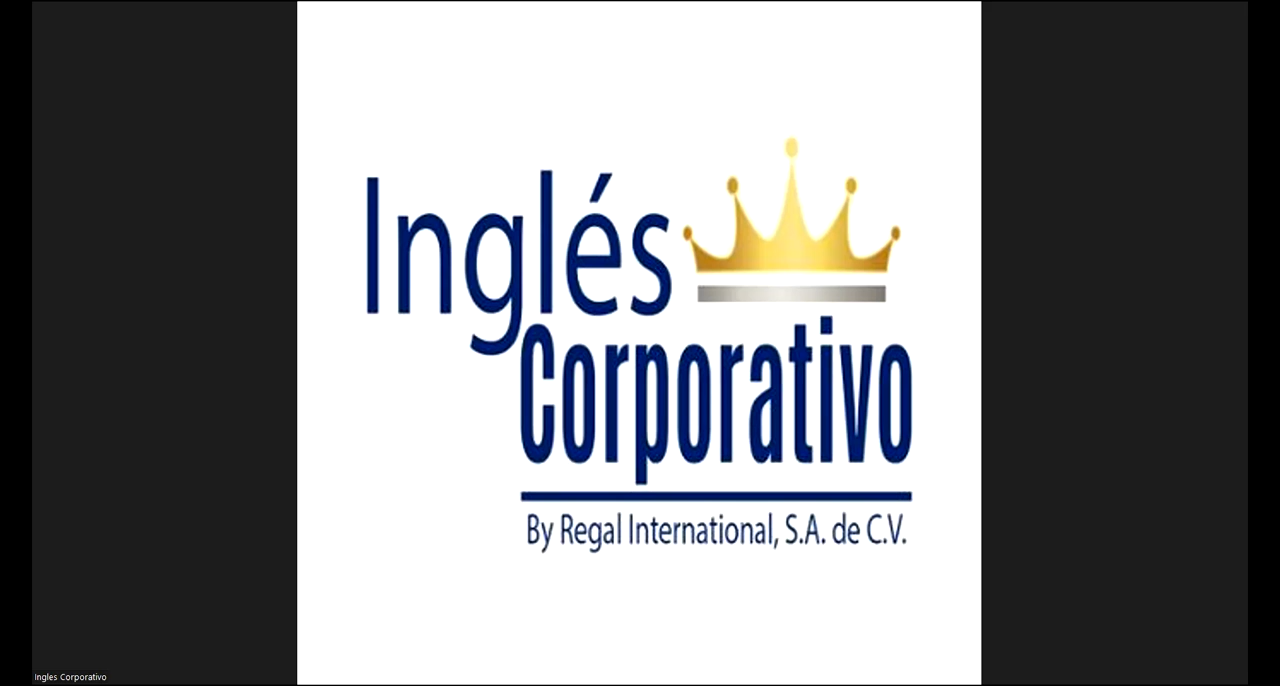 Inglés
Corporativo
By Regal International, S.A. de C.V.
Ingles Corporativo